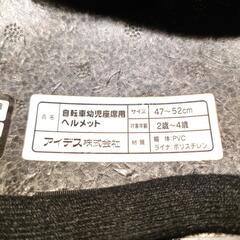 品名
自転車幼児座席用
ヘルメット
アイデス株式会社
サイズ 47～52cm
対象年齢 2歳～4歳
材質 帽体：PVC
ライナ ポリスチレン